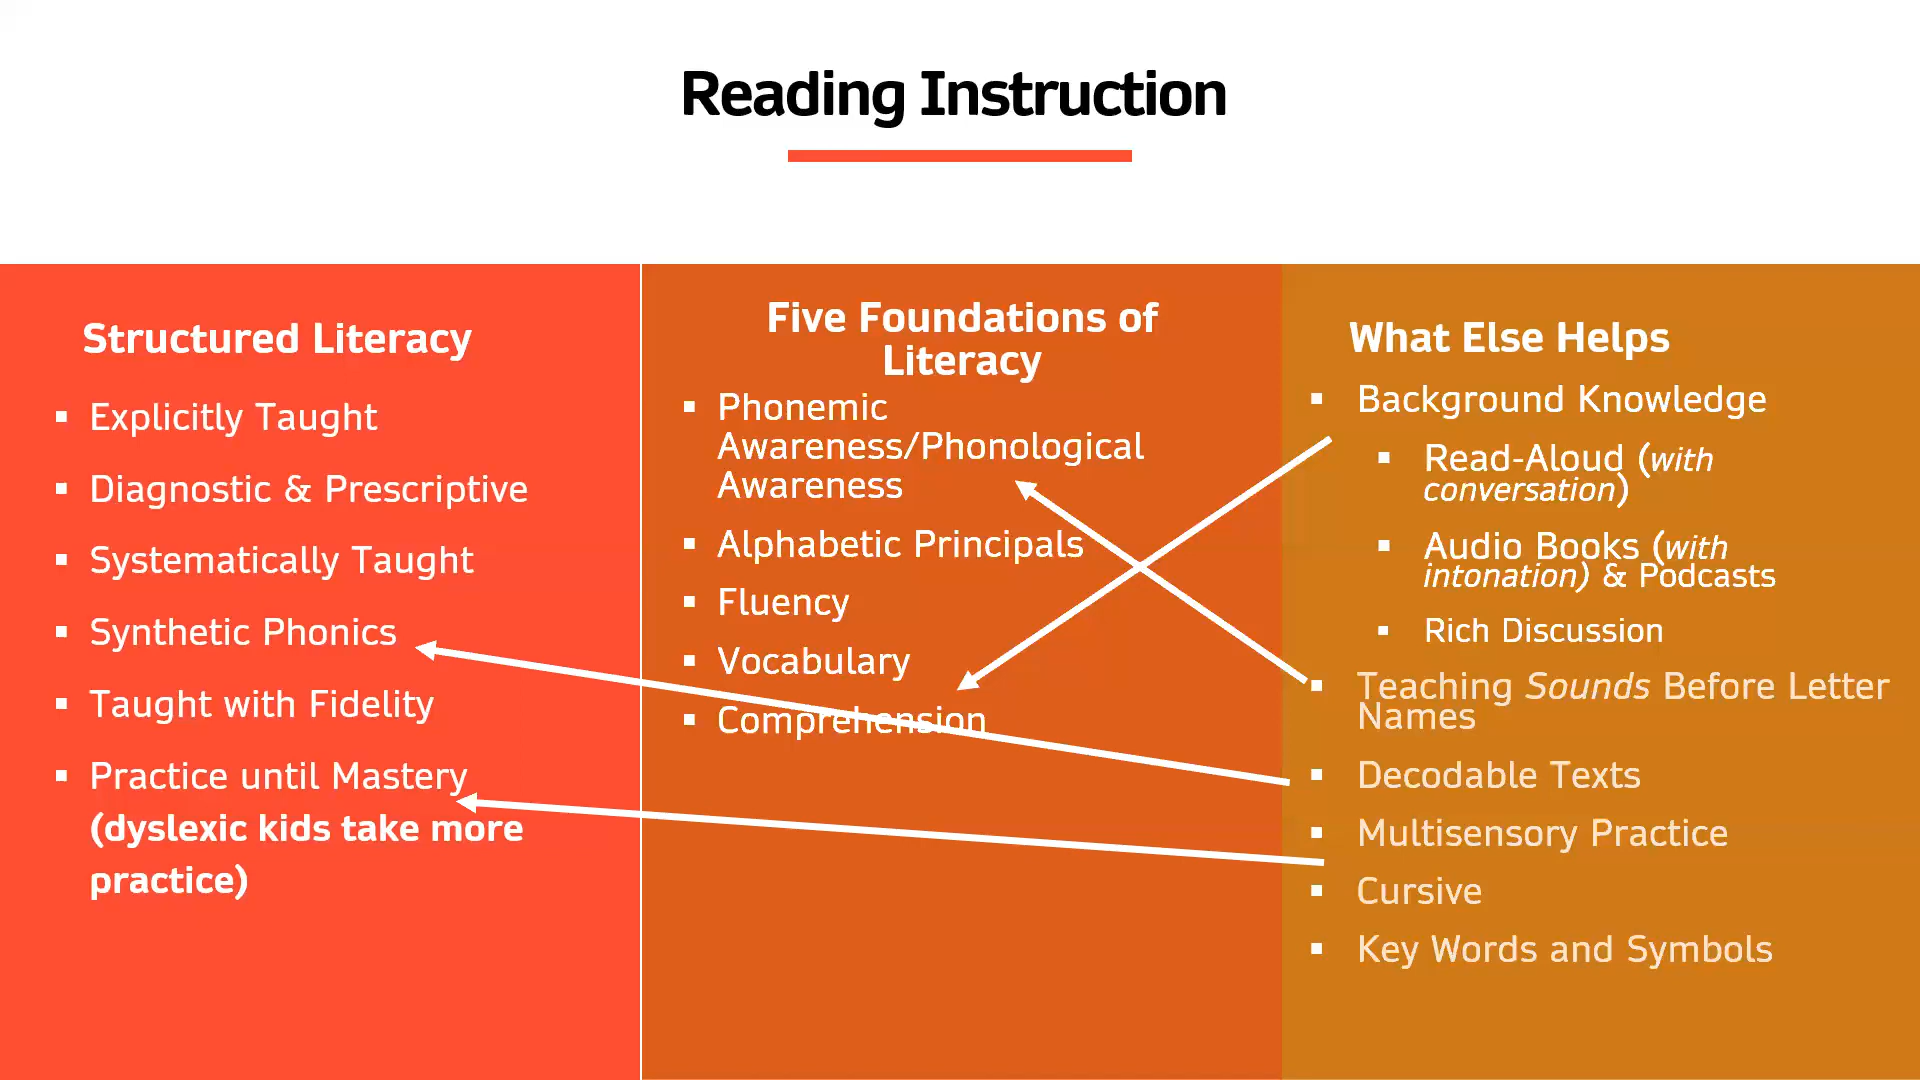 Reading Instruction
Structured Literacy
▪ Explicitly Taught
▪ Diagnostic & Prescriptive
▪ Systematically Taught
▪ Synthetic Phonics
▪ Taught with Fidelity
▪ Practice until Mastery
(dyslexic kids take more
practice)
Five Foundations of
Literacy
▪ Phonemic
Awareness/Phonological
Awareness
▪ Alphabetic Principals
▪ Fluency
▪ Vocabulary
▪ Comprehension
What Else Helps
▪ Background Knowledge
▪ Read-Aloud (with
conversation)
▪ Audio Books (with
intonation) & Podcasts
▪ Rich Discussion
▪ Teaching Sounds Before Letter
Names
▪ Decodable Texts
▪ Multisensory Practice
▪ Cursive
▪ Key Words and Symbols